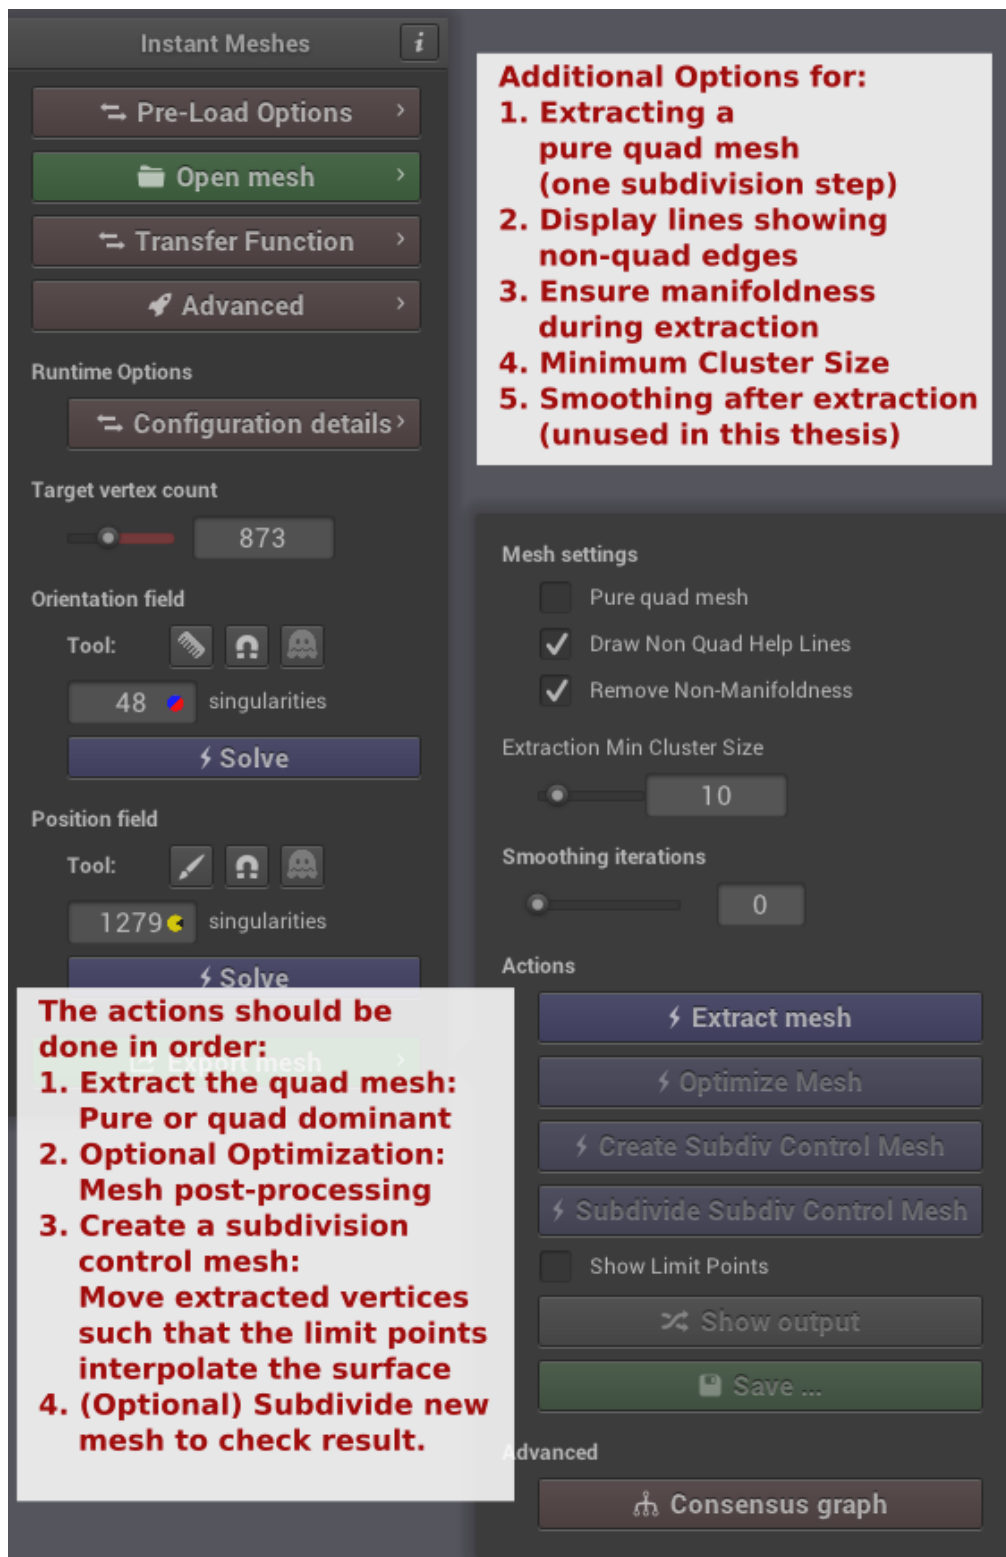 Instant Meshes
i
Pre-Load Options
Open mesh
Transfer Function
Advanced
Runtime Options
Configuration details
Target vertex count
873
Orientation field
Tool:
48 singularities
Solve
Position field
Tool:
1279 singularities
Solve
Export mesh
The actions should be
done in order:
1. Extract the quad mesh:
Pure or quad dominant
2. Optional Optimization:
Mesh post-processing
3. Create a subdivision
control mesh:
Move extracted vertices
such that the limit points
interpolate the surface
4. (Optional) Subdivide new
mesh to check result.
Additional Options for:
1. Extracting a
pure quad mesh
(one subdivision step)
2. Display lines showing
non-quad edges
3. Ensure manifoldness
during extraction
4. Minimum Cluster Size
5. Smoothing after extraction
(unused in this thesis)
Mesh settings
Pure quad mesh
Draw Non Quad Help Lines
Remove Non-Manifoldness
Extraction Min Cluster Size
10
Smoothing iterations
0
Actions
Extract mesh
Optimize Mesh
Create Subdiv Control Mesh
Subdivide Subdiv Control Mesh
Show Limit Points
Show output
Save ...
Advanced
Consensus graph